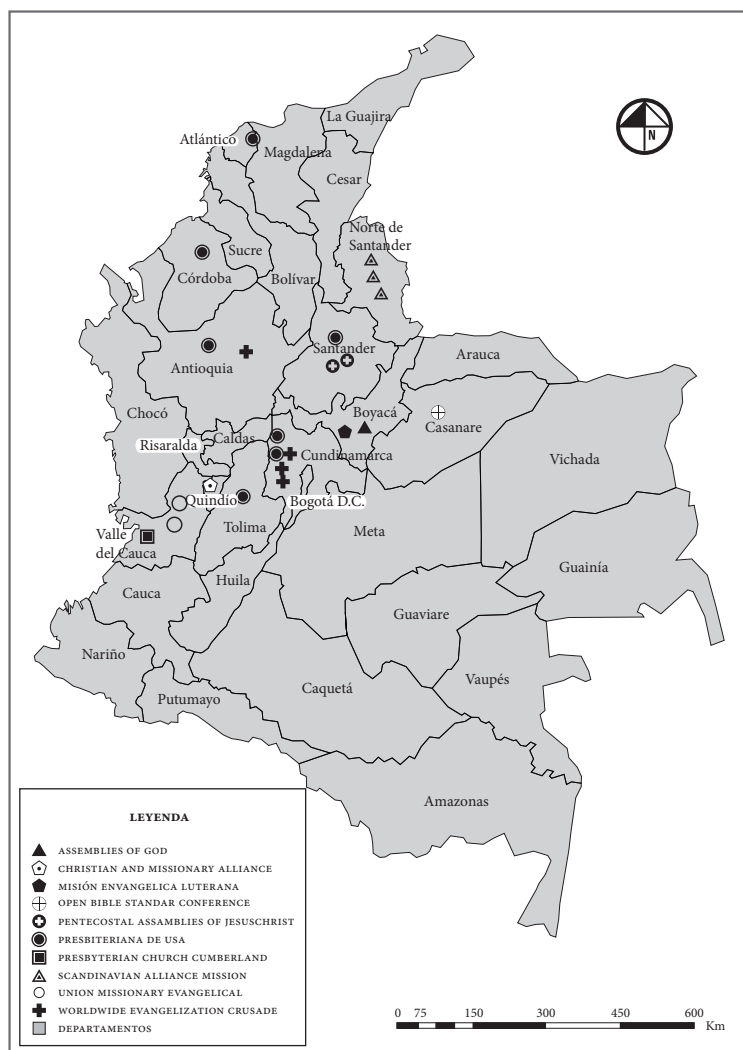 La Guajira
Atlántico
Magdalena
N
Cesar
Norte de
Santander
Sucre
Córdoba
Bolívar
Santander
Arauca
Antioquia
Boyacá
Chocó
Casanare
Caldas
Risaralda
Cundinamarca
Vichada
Quindío
Bogotá D.C.
Tolima
Meta
Valle
del Cauca
Guainía
Huila
Cauca
Guaviare
Nariño
Vaupés
Caquetá
Putumayo
Amazonas
LEYENDA
ASSEMBLIES OF GOD
CHRISTIAN AND MISSIONARY ALLIANCE
MISIÓN ENVANGELICA LUTERANA
OPEN BIBLE STANDAR CONFERENCE
PENTECOSTAL ASSAMBLIES OF JESUSCHRIST
PRESBITERIANA DE USA
PRESBYTERIAN CHURCH CUMBERLAND
SCANDINAVIAN ALLIANCE MISSION
UNION MISSIONARY EVANGELICAL
WORLDWIDE EVANGELIZATION CRUSADE
DEPARTAMENTOS
0 75 150 300 450 600
Km